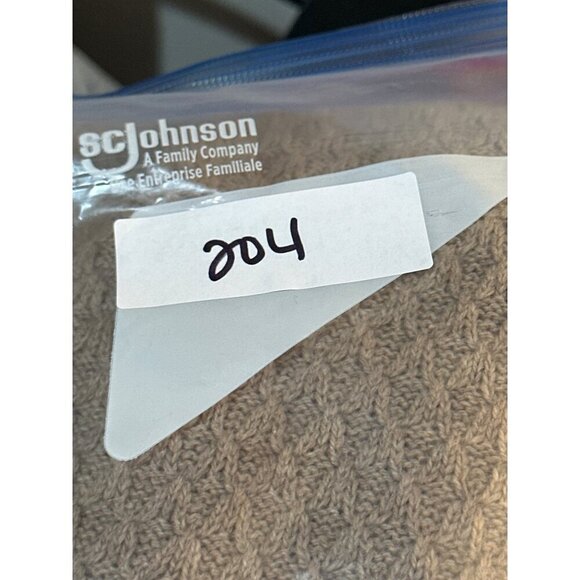 scJohnson
A Family Company
Entreprise Familiale
204